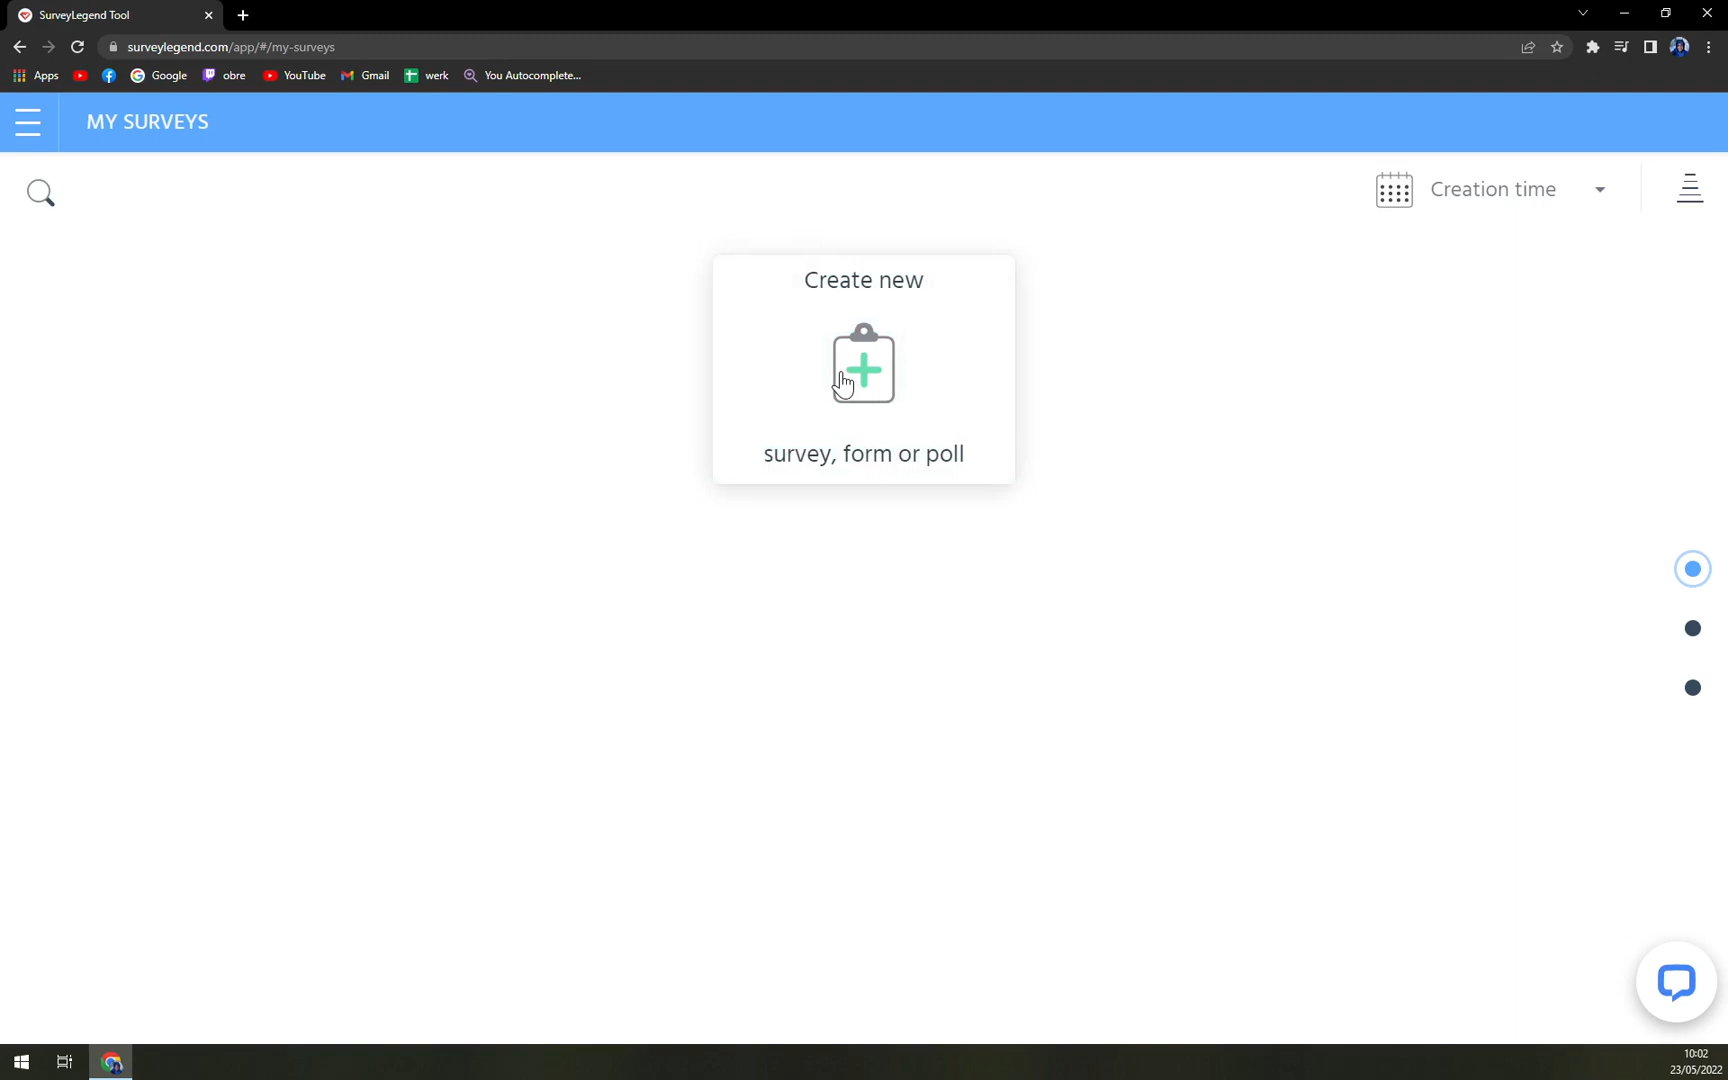 SurveyLegend Tool
surveylegend.com/app/#/my-surveys
Apps
Google
obre
YouTube
Gmail
werk
You Autocomplete...
MY SURVEYS
Creation time
Create new
survey, form or poll
10:02
23/05/2022